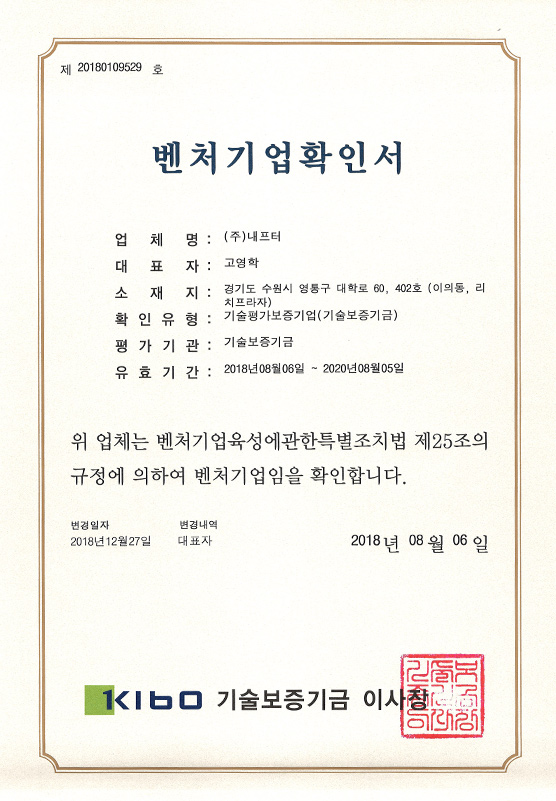 제 20180109529 호
벤처기업확인서
업 체 명 : (주)내프터
대 표 자 : 고영학
소 재 지 : 경기도 수원시 영통구 대학로 60, 402호 (이의동, 리
치프라자)
확 인 유 형 : 기술평가보증기업(기술보증기금)
평 가 기 관 : 기술보증기금
유 효 기 간 : 2018년08월06일 ~ 2020년08월05일
위 업체는 벤처기업육성에관한특별조치법 제25조의
규정에 의하여 벤처기업임을 확인합니다.
변경일자 변경내역
2018년12월27일 대표자
2018 년 08 월 06 일
KIBO 기술보증기금 이사장